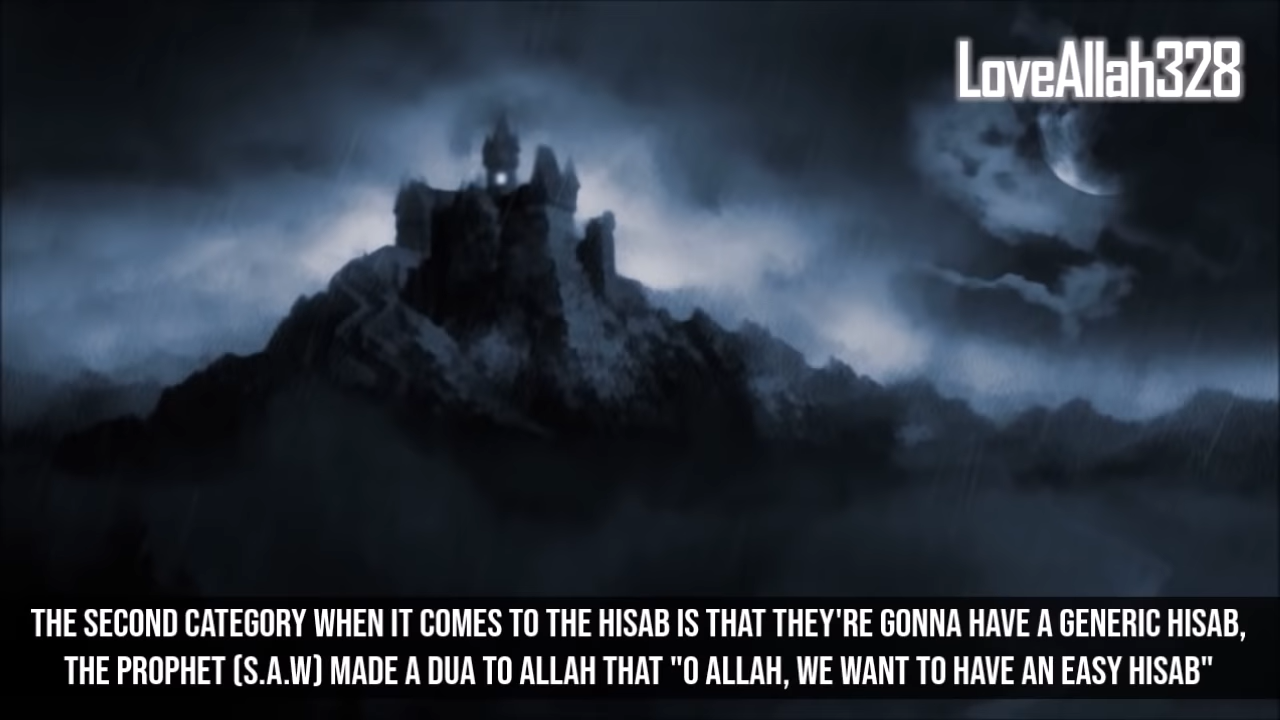 LoveAllah328
THE SECOND CATEGORY WHEN IT COMES TO THE HISAB IS THAT THEY'RE GONNA HAVE A GENERIC HISAB,
THE PROPHET (S.A.W) MADE A DUA TO ALLAH THAT "O ALLAH, WE WANT TO HAVE AN EASY HISAB"